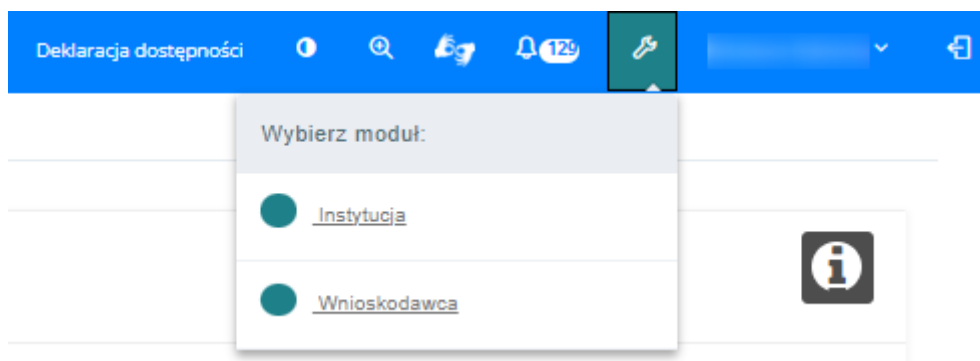 Deklaracja dostępności
129
Wybierz moduł:
Instytucja
Wnioskodawca